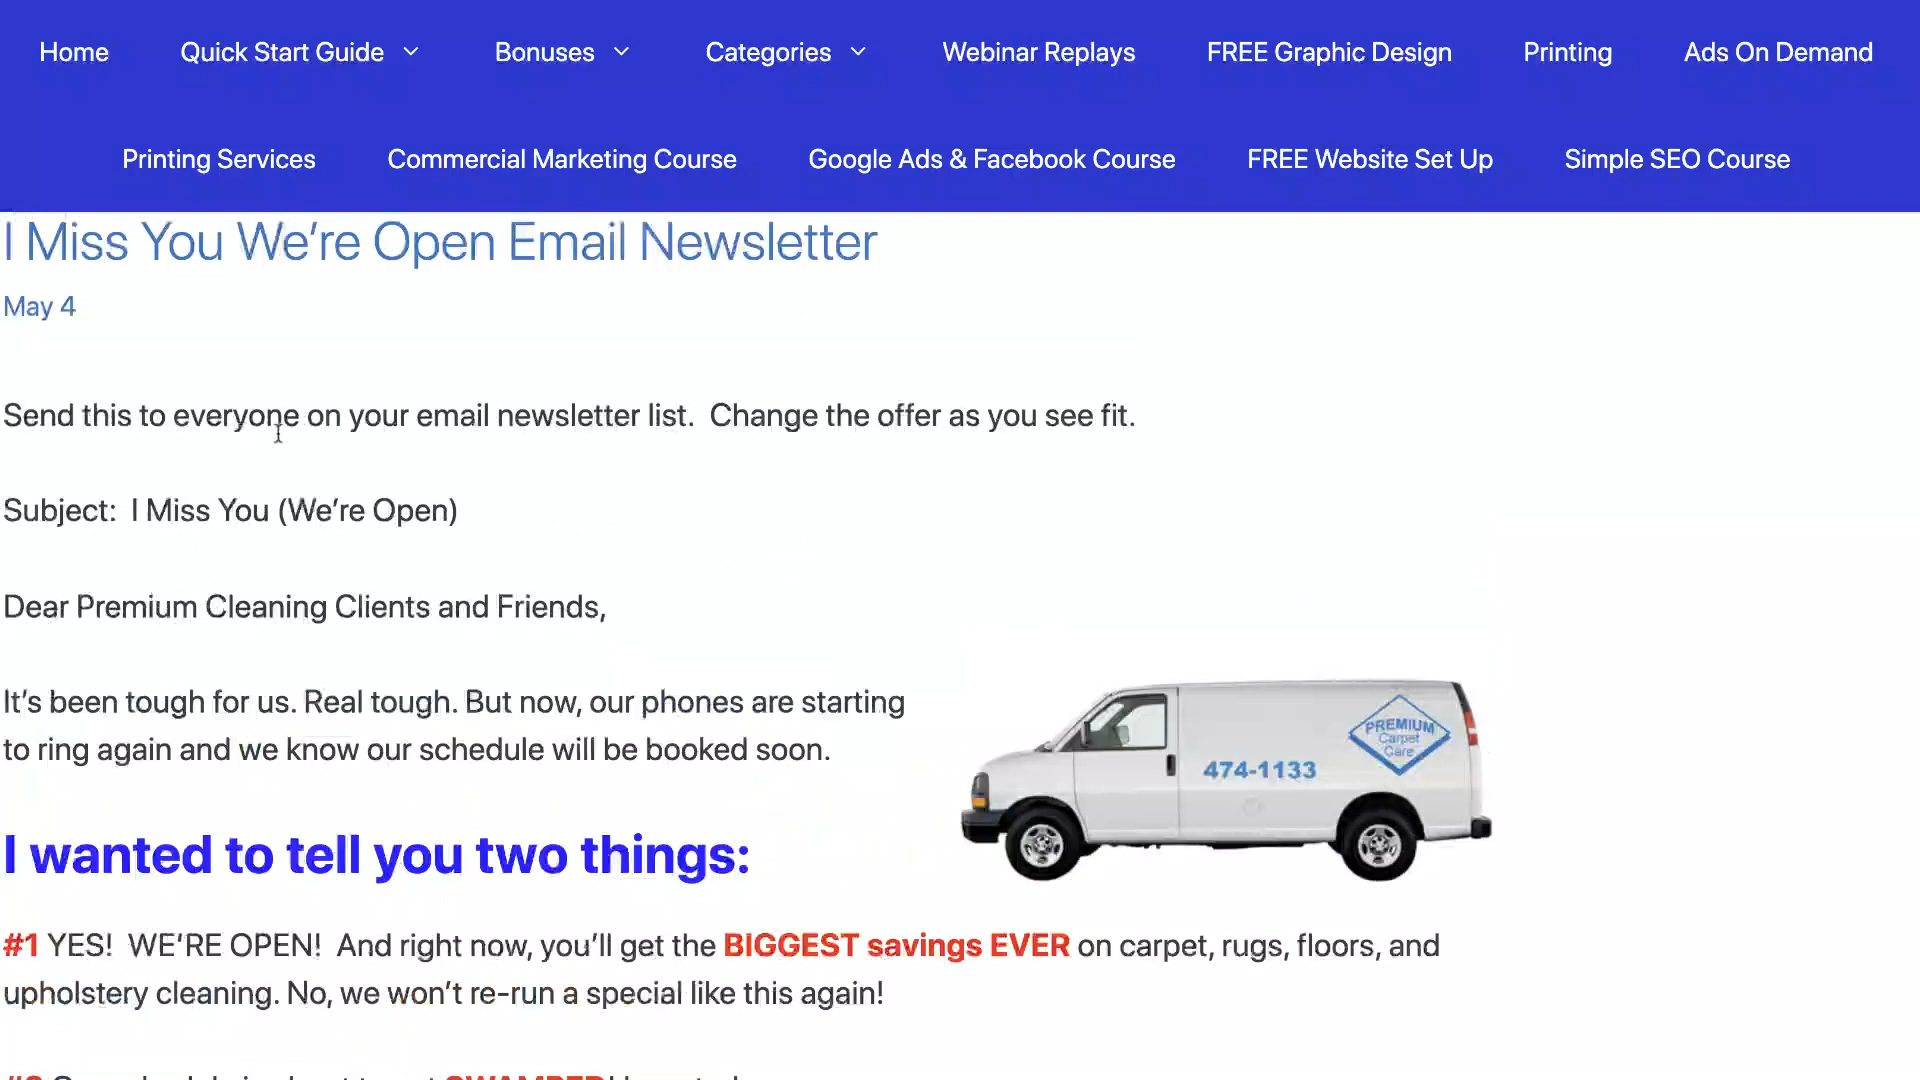 Home Quick Start Guide Bonuses Categories Webinar Replays FREE Graphic Design Printing Ads On Demand
Printing Services Commercial Marketing Course Google Ads & Facebook Course FREE Website Set Up Simple SEO Course
I Miss You We’re Open Email Newsletter
May 4
Send this to everyone on your email newsletter list.  Change the offer as you see fit.
Subject:  I Miss You (We’re Open)
Dear Premium Cleaning Clients and Friends,
It’s been tough for us. Real tough. But now, our phones are starting
to ring again and we know our schedule will be booked soon.
PREMIUM
Carpet
Care
474-1133
I wanted to tell you two things:
#1 YES!  WE’RE OPEN!  And right now, you’ll get the BIGGEST savings EVER on carpet, rugs, floors, and
upholstery cleaning. No, we won’t re-run a special like this again!